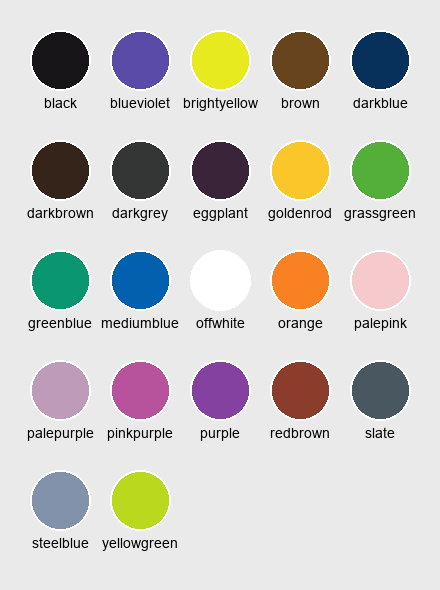 black blueviolet brightyellow brown darkblue
darkbrown darkgrey eggplant goldenrod grassgreen
greenblue mediumblue offwhite orange palepink
palepurple pinkpurple purple redbrown slate
steelblue yellowgreen